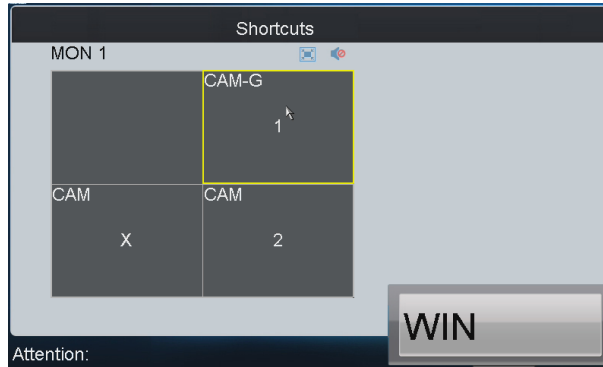 Shortcuts
MON 1
CAM-G
1
CAM
X
CAM
2
WIN
Attention: